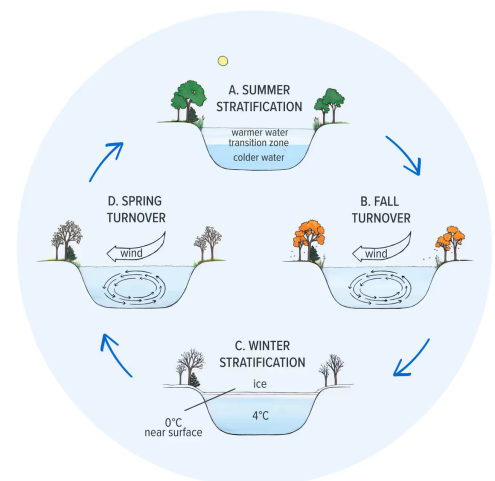 A. SUMMER
STRATIFICATION
warmer water
transition zone
colder water
D. SPRING
TURNOVER
wind
B. FALL
TURNOVER
wind
C. WINTER
STRATIFICATION
ice
0°C
near surface
4°C